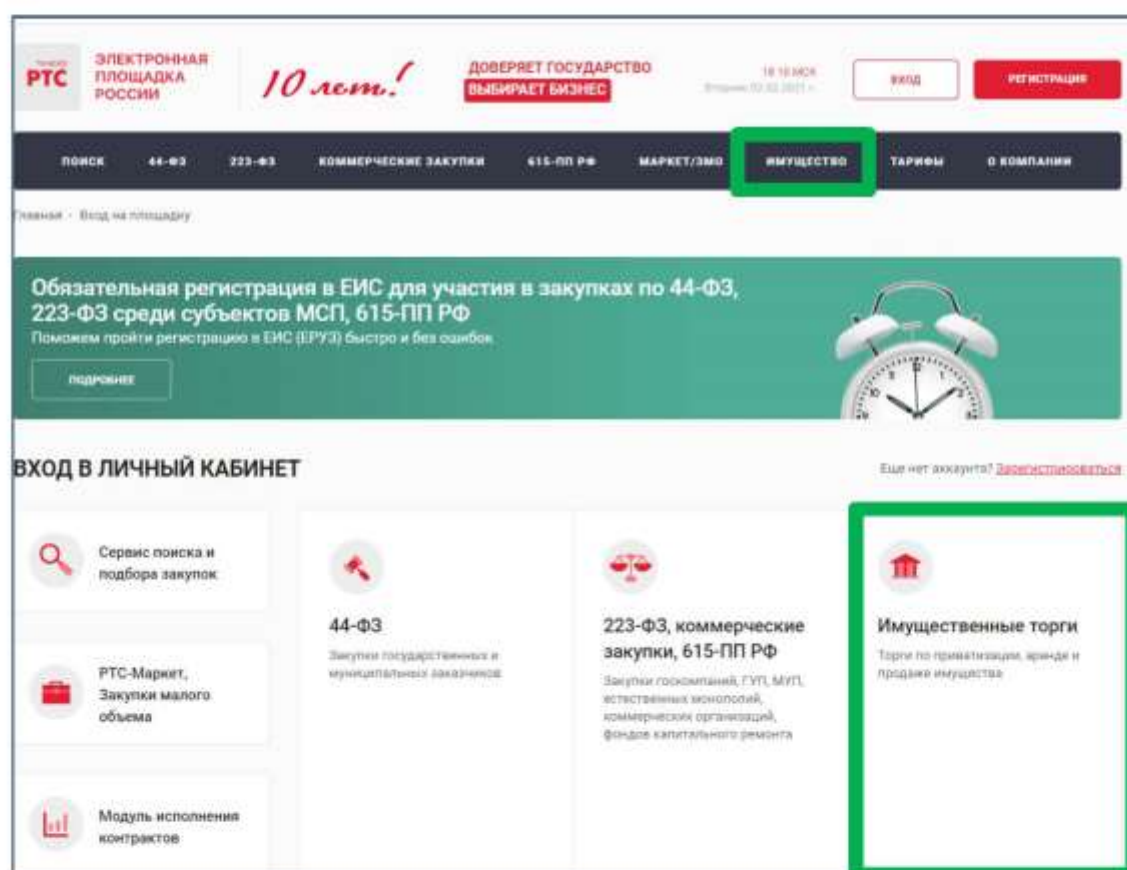 РТС
ЭЛЕКТРОННАЯ
ПЛОЩАДКА
РОССИИ
10 лет!
ДОВЕРЯЕТ ГОСУДАРСТВО
ВЫБИРАЕТ БИЗНЕС
ВХОД
РЕГИСТРАЦИЯ
ПОИСК 44-ФЗ 223-ФЗ КОММЕРЧЕСКИЕ ЗАКУПКИ 615-ПП РФ МАРКЕТ/ЗМО ИМУЩЕСТВО ТАРИФЫ О КОМПАНИИ
Главная - Вход на площадку
Обязательная регистрация в ЕИС для участия в закупках по 44-ФЗ,
223-ФЗ среди субъектов МСП, 615-ПП РФ
Поможем пройти регистрацию в ЕИС (ЕРУЗ) быстро и без ошибок
ПОДРОБНЕЕ
ВХОД В ЛИЧНЫЙ КАБИНЕТ
Еще нет аккаунта? Зарегистрироваться
Сервис поиска и
подбора закупок
РТС-Маркет,
Закупки малого
объема
Модуль исполнения
контрактов
44-ФЗ
Закупки государственных и
муниципальных заказчиков
223-ФЗ, коммерческие
закупки, 615-ПП РФ
Закупки госкомпаний, ГУП, МУП,
естественных монополий,
коммерческих организаций,
фондов капитального ремонта
Имущественные торги
Торги по приватизации, аренде и
продаже имущества